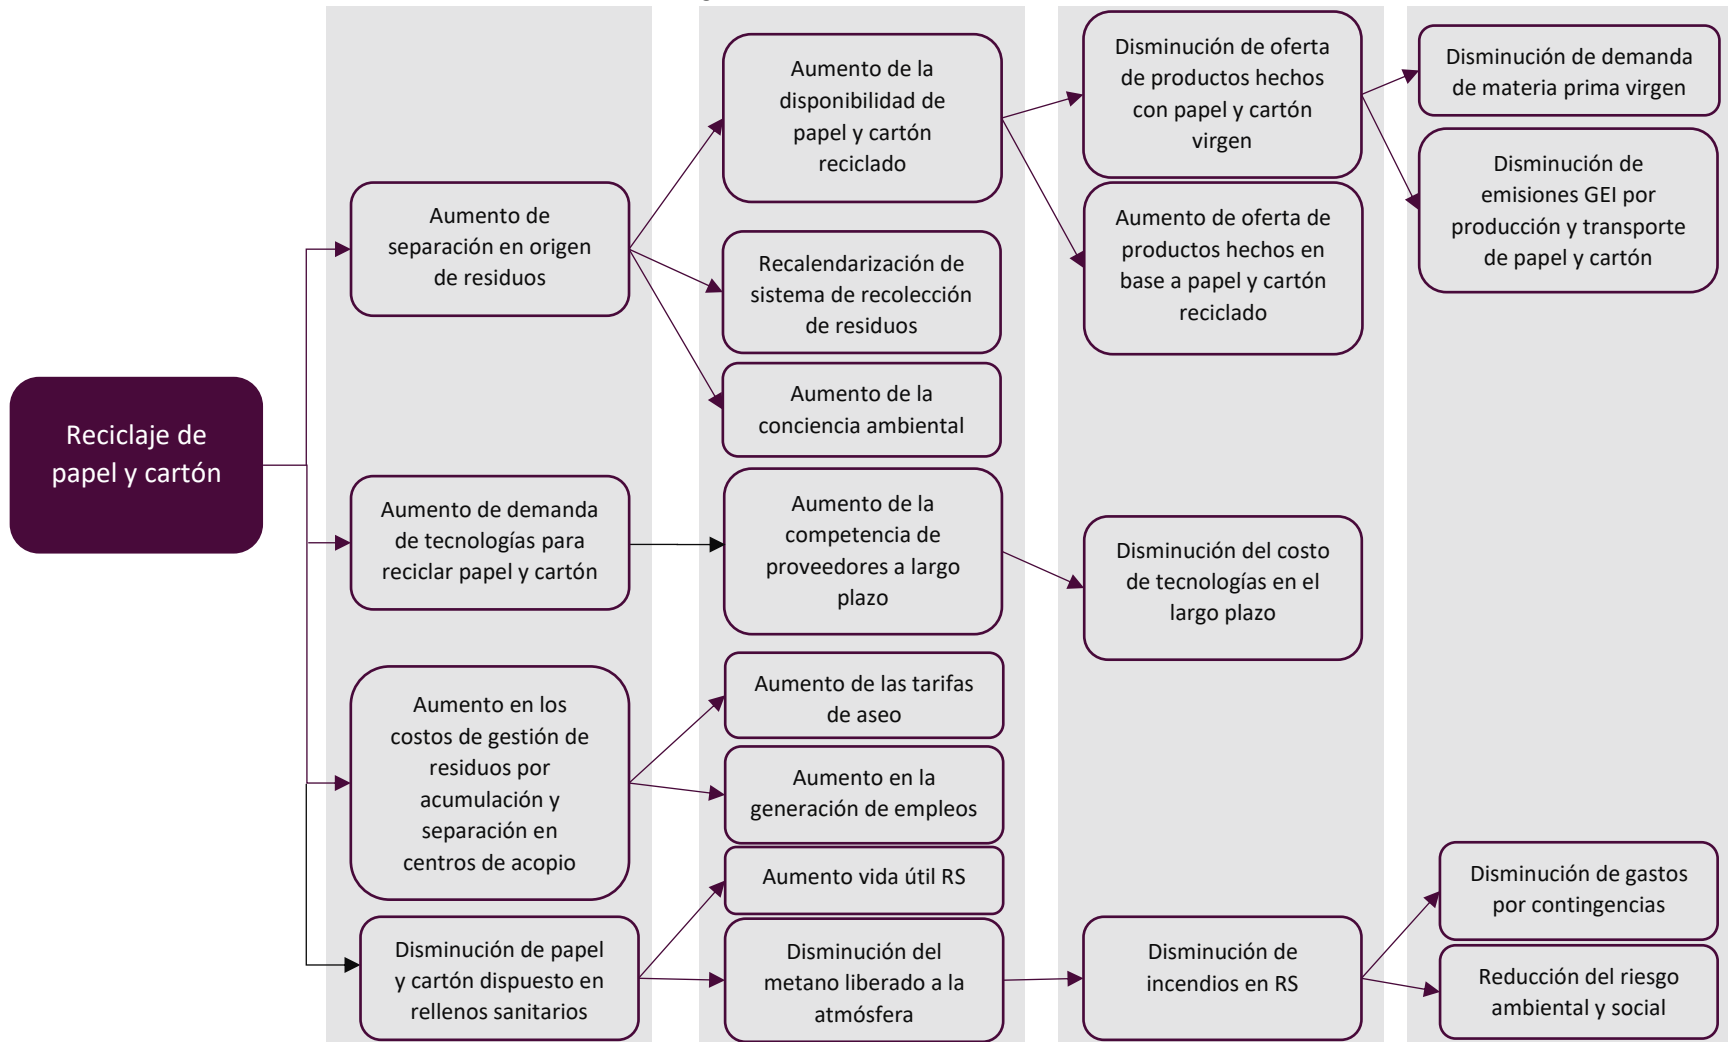 Reciclaje de
papel y cartón
Aumento de
separación en origen
de residuos
Aumento de demanda
de tecnologías para
reciclar papel y cartón
Aumento en los
costos de gestión de
residuos por
acumulación y
separación en
centros de acopio
Disminución de papel
y cartón dispuesto en
rellenos sanitarios
Aumento de la
disponibilidad de
papel y cartón
reciclado
Recalendarización de
sistema de recolección
de residuos
Aumento de la
conciencia ambiental
Aumento de la
competencia de
proveedores a largo
plazo
Aumento de las tarifas
de aseo
Aumento en la
generación de empleos
Aumento vida útil RS
Disminución del
metano liberado a la
atmósfera
Disminución de oferta
de productos hechos
con papel y cartón
virgen
Aumento de oferta de
productos hechos en
base a papel y cartón
reciclado
Disminución del costo
de tecnologías en el
largo plazo
Disminución de
incendios en RS
Disminución de demanda
de materia prima virgen
Disminución de
emisiones GEI por
producción y transporte
de papel y cartón
Disminución de gastos
por contingencias
Reducción del riesgo
ambiental y social